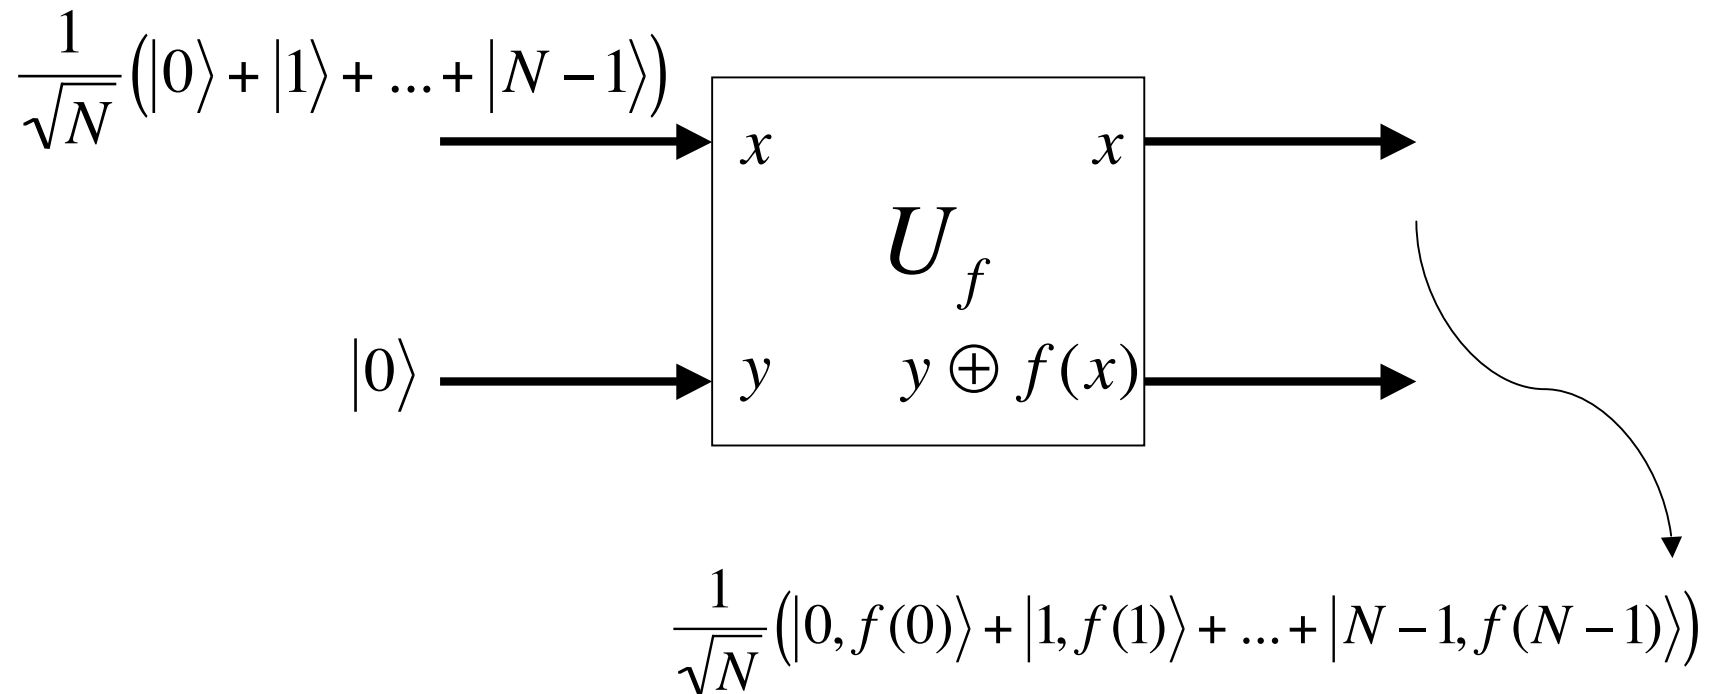 1/√N (|0⟩ + |1⟩ + ... + |N − 1⟩)
x x
U_f
|0⟩ y y ⊕ f(x)
1/√N (|0, f(0)⟩ + |1, f(1)⟩ + ... + |N − 1, f(N − 1)⟩)